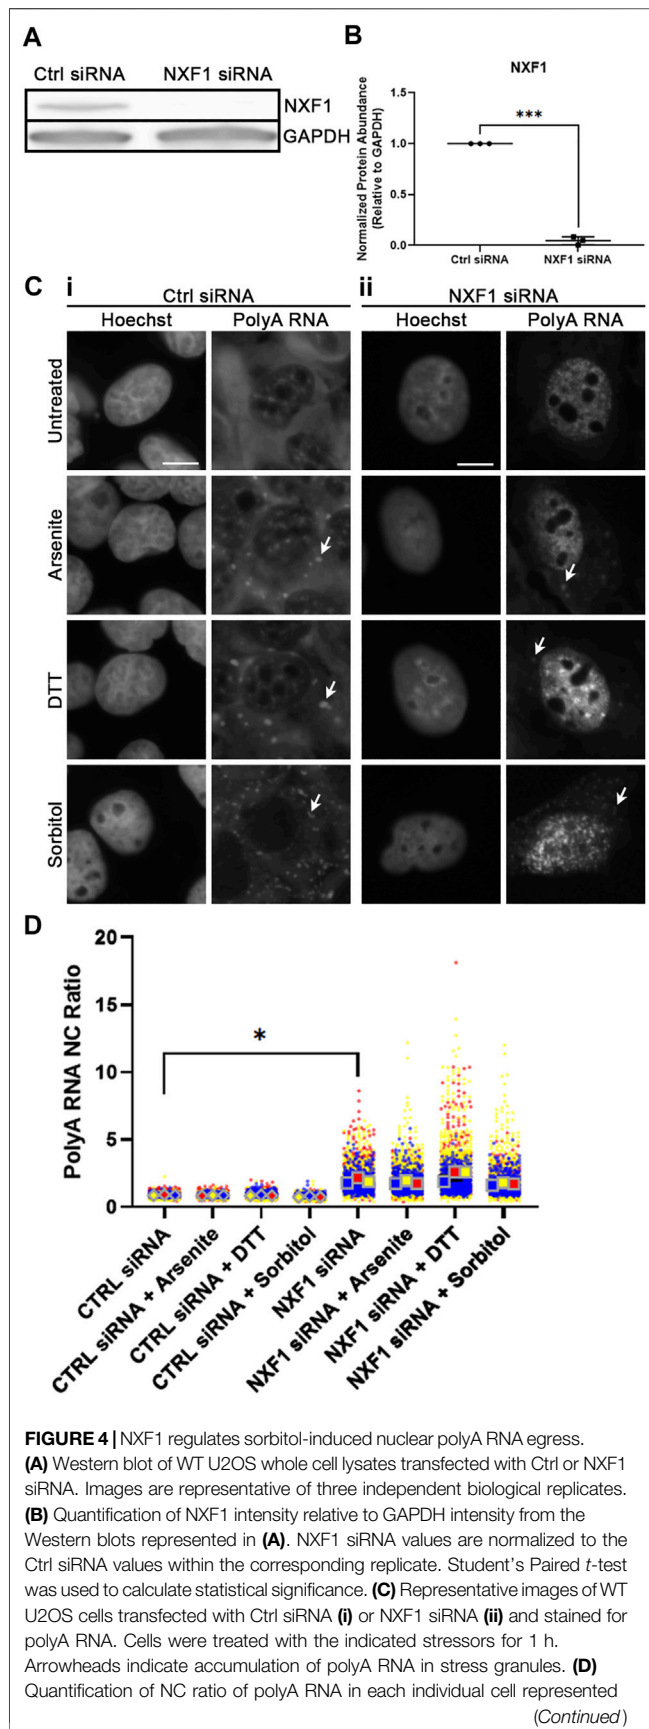 A
Ctrl siRNA NXF1 siRNA
NXF1
GAPDH
B
NXF1
Normalized Protein Abundance
(Relative to GAPDH)
1.5
1.0
0.5
0.0
***
Ctrl siRNA NXF1 siRNA
C i ii
Ctrl siRNA NXF1 siRNA
Hoechst PolyA RNA Hoechst PolyA RNA
Untreated
Arsenite
DTT
Sorbitol
D
PolyA RNA NC Ratio
20
15
10
5
0
*
CTRL siRNA
CTRL siRNA + Arsenite
CTRL siRNA + DTT
CTRL siRNA + Sorbitol
NXF1 siRNA
NXF1 siRNA + Arsenite
NXF1 siRNA + DTT
NXF1 siRNA + Sorbitol
FIGURE 4 | NXF1 regulates sorbitol-induced nuclear polyA RNA egress.
(A) Western blot of WT U2OS whole cell lysates transfected with Ctrl or NXF1
siRNA. Images are representative of three independent biological replicates.
(B) Quantification of NXF1 intensity relative to GAPDH intensity from the
Western blots represented in (A). NXF1 siRNA values are normalized to the
Ctrl siRNA values within the corresponding replicate. Student's Paired t-test
was used to calculate statistical significance. (C) Representative images of WT
U2OS cells transfected with Ctrl siRNA (i) or NXF1 siRNA (ii) and stained for
polyA RNA. Cells were treated with the indicated stressors for 1 h.
Arrowheads indicate accumulation of polyA RNA in stress granules. (D)
Quantification of NC ratio of polyA RNA in each individual cell represented
(Continued)